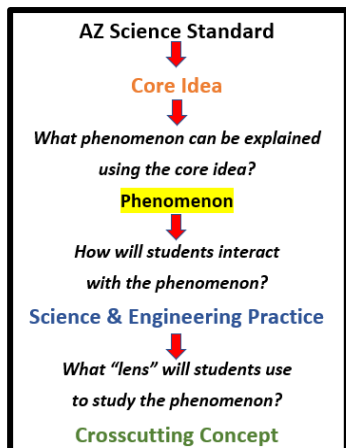 AZ Science Standard
Core Idea
What phenomenon can be explained
using the core idea?
Phenomenon
How will students interact
with the phenomenon?
Science & Engineering Practice
What “lens” will students use
to study the phenomenon?
Crosscutting Concept